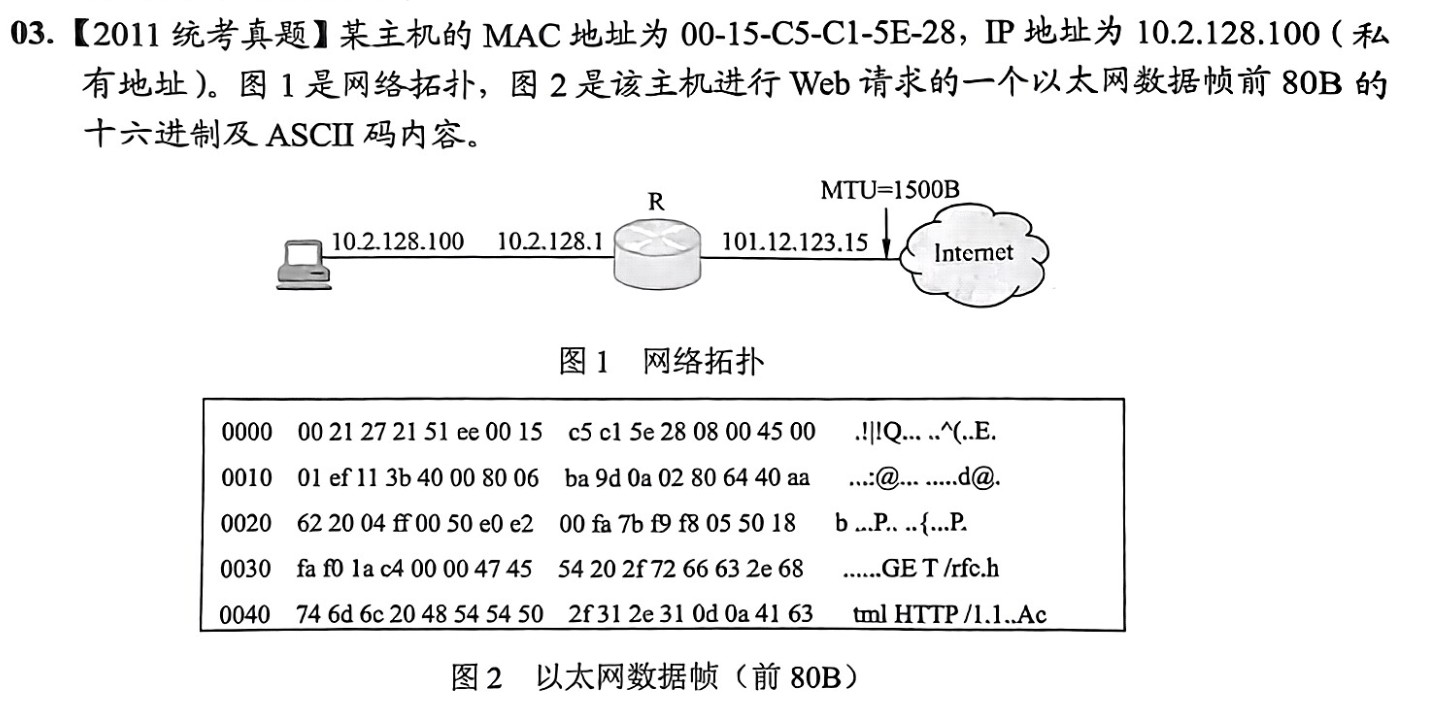 03.【2011 统考真题】某主机的 MAC 地址为 00-15-C5-C1-5E-28，IP 地址为 10.2.128.100（私
有地址）。图 1 是网络拓扑，图 2 是该主机进行 Web 请求的一个以太网数据帧前 80B 的
十六进制及 ASCII 码内容。
MTU=1500B
R
10.2.128.100 10.2.128.1 101.12.123.15 Internet
图 1 网络拓扑
0000 00 21 27 21 51 ee 00 15 c5 c1 5e 28 08 00 45 00 .!|!Q... ..^(..E.
0010 01 ef 11 3b 40 00 80 06 ba 9d 0a 02 80 64 40 aa ...:@... .....d@.
0020 62 20 04 ff 00 50 e0 e2 00 fa 7b f9 f8 05 50 18 b ...P.. ..{...P.
0030 fa f0 1a c4 00 00 47 45 54 20 2f 72 66 63 2e 68 ......GE T /rfc.h
0040 74 6d 6c 20 48 54 54 50 2f 31 2e 31 0d 0a 41 63 tml HTTP /1.1..Ac
图 2 以太网数据帧（前 80B）